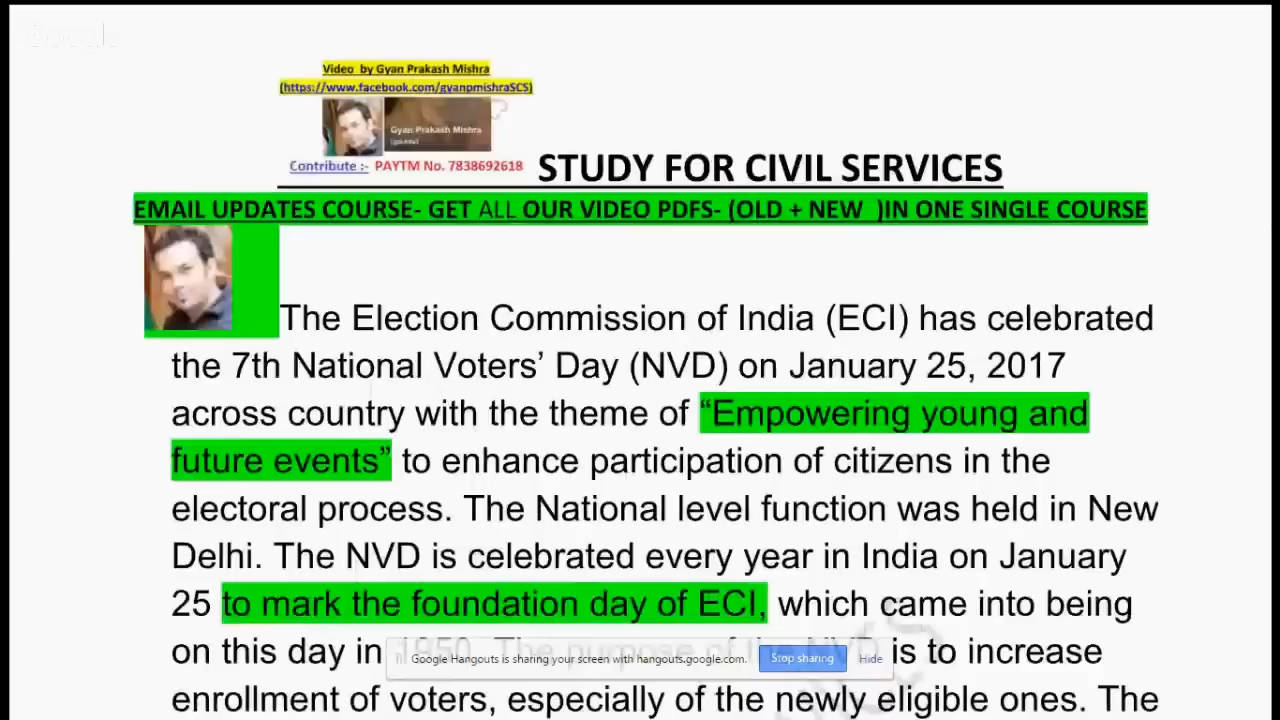 Google
Video by Gyan Prakash Mishra
(https://www.facebook.com/gyanpmishraSCS)
Gyan Prakash Mishra
Contribute :- PAYTM No. 7838692618
STUDY FOR CIVIL SERVICES
EMAIL UPDATES COURSE- GET ALL OUR VIDEO PDFS- (OLD + NEW )IN ONE SINGLE COURSE
The Election Commission of India (ECI) has celebrated
the 7th National Voters’ Day (NVD) on January 25, 2017
across country with the theme of “Empowering young and
future events” to enhance participation of citizens in the
electoral process. The National level function was held in New
Delhi. The NVD is celebrated every year in India on January
25 to mark the foundation day of ECI, which came into being
on this day in 1950. The purpose of the NVD is to increase
Google Hangouts is sharing your screen with hangouts.google.com. Stop sharing Hide
enrollment of voters, especially of the newly eligible ones. The